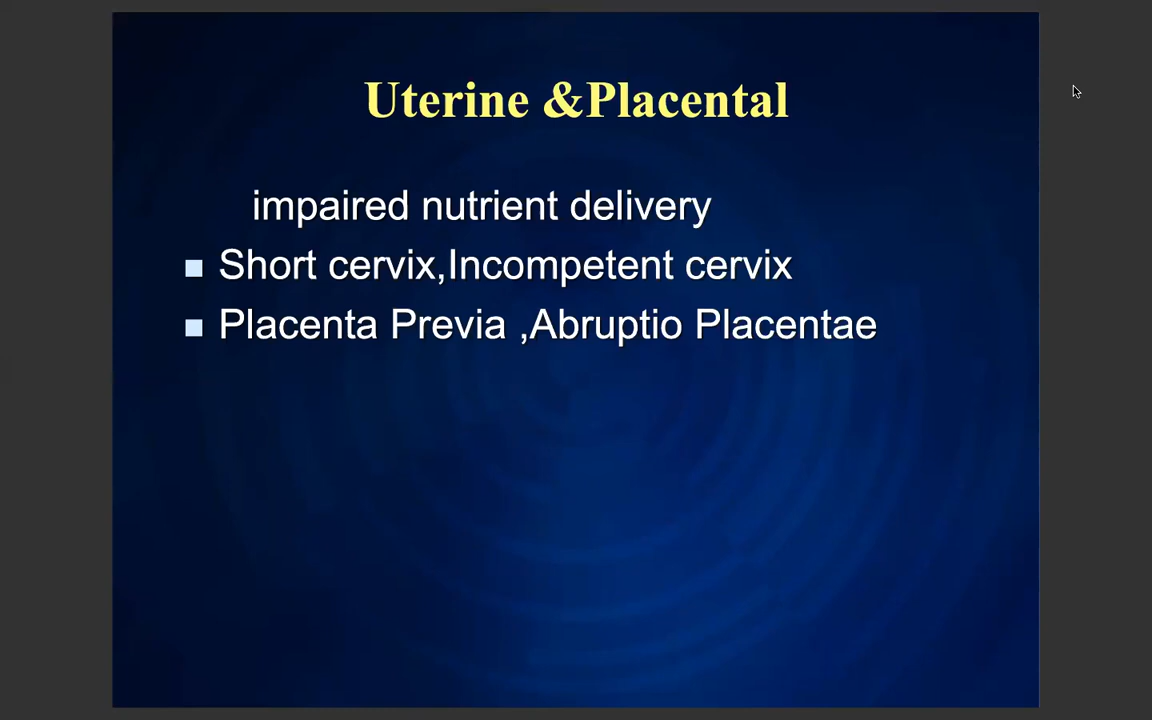 Uterine &Placental
impaired nutrient delivery
Short cervix,Incompetent cervix
Placenta Previa ,Abruptio Placentae